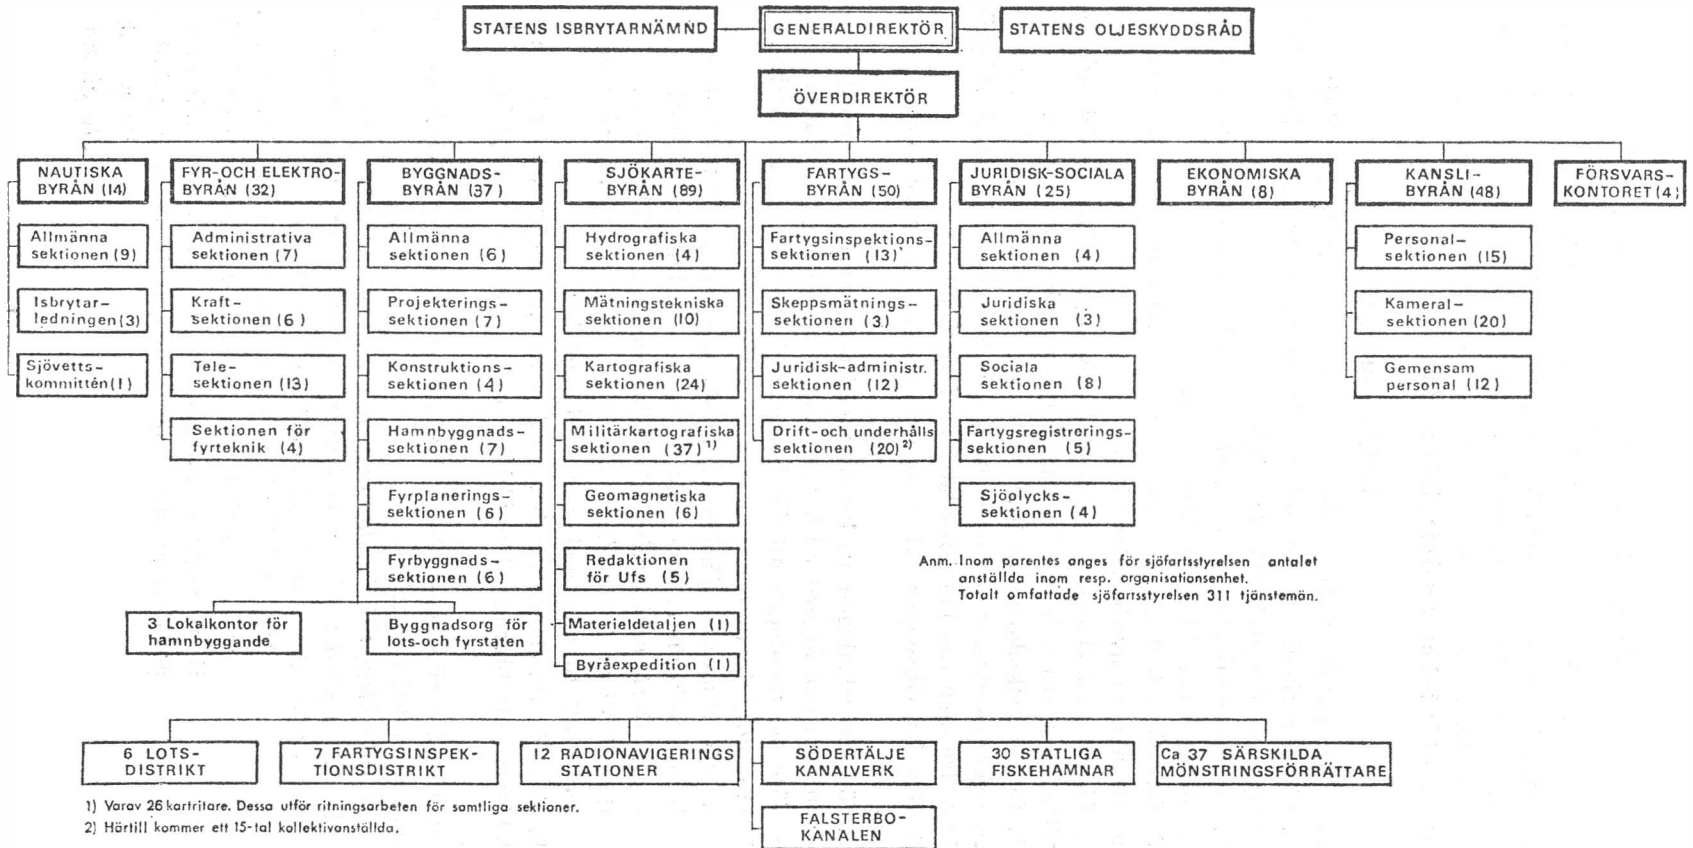 STATENS ISBRYTARNÄMND
GENERALDIREKTÖR
STATENS OLJESKYDDSRÅD
ÖVERDIREKTÖR
NAUTISKA
BYRÅN (14)
Allmänna
sektionen (9)
Isbrytar-
ledningen (3)
Sjövetts-
kommittén (1)
FYR-OCH ELEKTRO-
BYRÅN (32)
Administrativa
sektionen (7)
Kraft-
sektionen (6)
Tele-
sektionen (13)
Sektionen för
fyrteknik (4)
BYGGNADS-
BYRÅN (37)
Allmänna
sektionen (6)
Projekterings-
sektionen (7)
Konstruktions-
sektionen (4)
Hamnbyggnads-
sektionen (7)
Fyrplanerings-
sektionen (6)
Fyrbyggnads-
sektionen (6)
3 Lokalkontor för
hamnbyggande
Byggnadsorg för
lots-och fyrstaten
SJÖKARTE-
BYRÅN (89)
Hydrografiska
sektionen (4)
Mätningstekniska
sektionen (10)
Kartografiska
sektionen (24)
Militärkartografiska
sektionen (37) 1)
Geomagnetiska
sektionen (6)
Redaktionen
för Ufs (5)
Materieldetaljen (1)
Byråexpedition (1)
FARTYGS-
BYRÅN (50)
Fartygsinspektions-
sektionen (13)
Skeppsmätnings-
sektionen (3)
Juridisk-administr.
sektionen (12)
Drift-och underhålls
sektionen (20) 2)
JURIDISK-SOCIALA
BYRÅN (25)
Allmänna
sektionen (4)
Juridiska
sektionen (3)
Sociala
sektionen (8)
Fartygsregistrerings-
sektionen (5)
Sjöolycks-
sektionen (4)
EKONOMISKA
BYRÅN (8)
KANSLI-
BYRÅN (48)
Personal-
sektionen (15)
Kameral-
sektionen (20)
Gemensam
personal (12)
FÖRSVARS-
KONTORET (4)
Anm. Inom parentes anges för sjöfartsstyrelsen antalet
anställda inom resp. organisationsenhet.
Totalt omfattade sjöfartsstyrelsen 311 tjänstemän.
6 LOTS-
DISTRIKT
7 FARTYGSINSPEK-
TIONSDISTRIKT
12 RADIONAVIGERINGS
STATIONER
SÖDERTÄLJE
KANALVERK
30 STATLIGA
FISKEHAMNAR
Ca 37 SÄRSKILDA
MÖNSTRINGSFÖRRÄTTARE
FALSTERBO-
KANALEN
1) Varav 26 kartritare. Dessa utför ritningsarbeten för samtliga sektioner.
2) Härtill kommer ett 15-tal kollektivanställda.